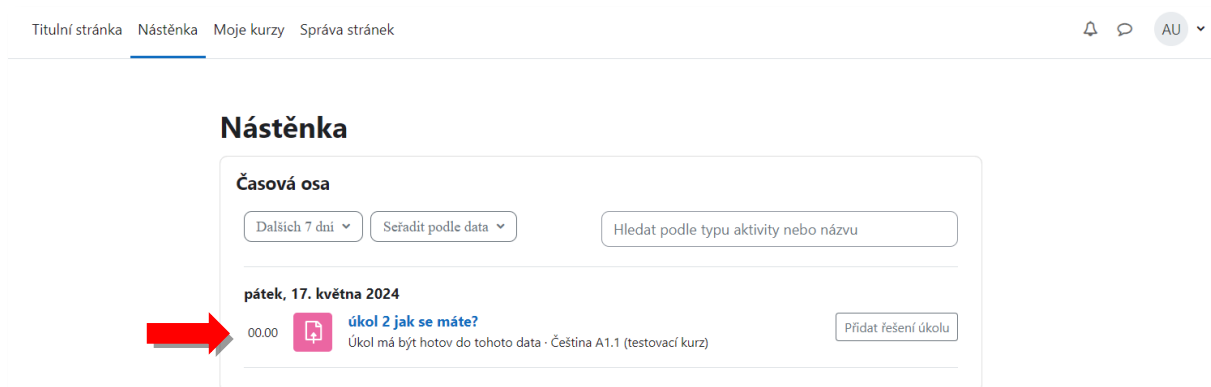 Titulní stránka Nástěnka Moje kurzy Správa stránek AU
Nástěnka
Časová osa
Dalších 7 dní Seřadit podle data Hledat podle typu aktivity nebo názvu
pátek, 17. května 2024
00.00 úkol 2 jak se máte? Přidat řešení úkolu
Úkol má být hotov do tohoto data · Čeština A1.1 (testovací kurz)